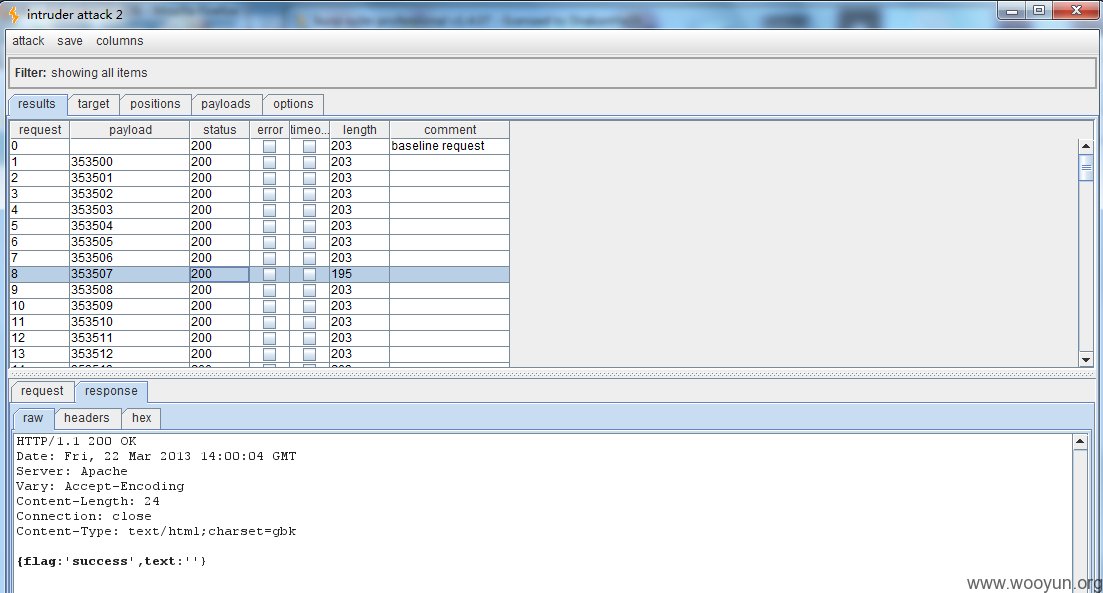 intruder attack 2
attack save columns
Filter: showing all items
results target positions payloads options
request payload status error timeo... length comment
0 200 203 baseline request
1 353500 200 203
2 353501 200 203
3 353502 200 203
4 353503 200 203
5 353504 200 203
6 353505 200 203
7 353506 200 203
8 353507 200 195
9 353508 200 203
10 353509 200 203
11 353510 200 203
12 353511 200 203
13 353512 200 203
request response
raw headers hex
HTTP/1.1 200 OK
Date: Fri, 22 Mar 2013 14:00:04 GMT
Server: Apache
Vary: Accept-Encoding
Content-Length: 24
Connection: close
Content-Type: text/html;charset=gbk
{flag:'success',text:''}
www.wooyun.org